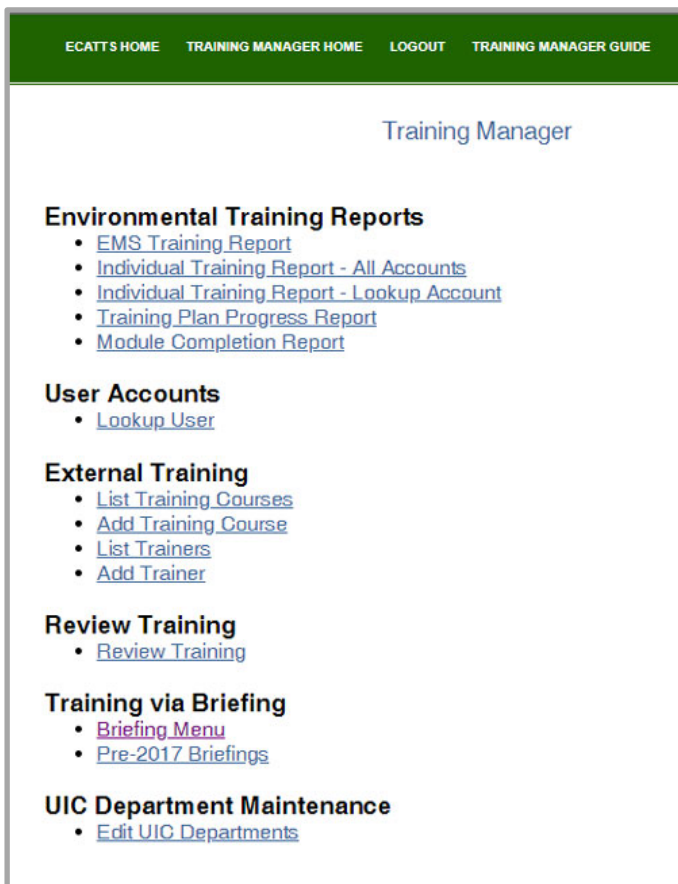 ECATTS HOME TRAINING MANAGER HOME LOGOUT TRAINING MANAGER GUIDE
Training Manager
Environmental Training Reports
• EMS Training Report
• Individual Training Report - All Accounts
• Individual Training Report - Lookup Account
• Training Plan Progress Report
• Module Completion Report
User Accounts
• Lookup User
External Training
• List Training Courses
• Add Training Course
• List Trainers
• Add Trainer
Review Training
• Review Training
Training via Briefing
• Briefing Menu
• Pre-2017 Briefings
UIC Department Maintenance
• Edit UIC Departments